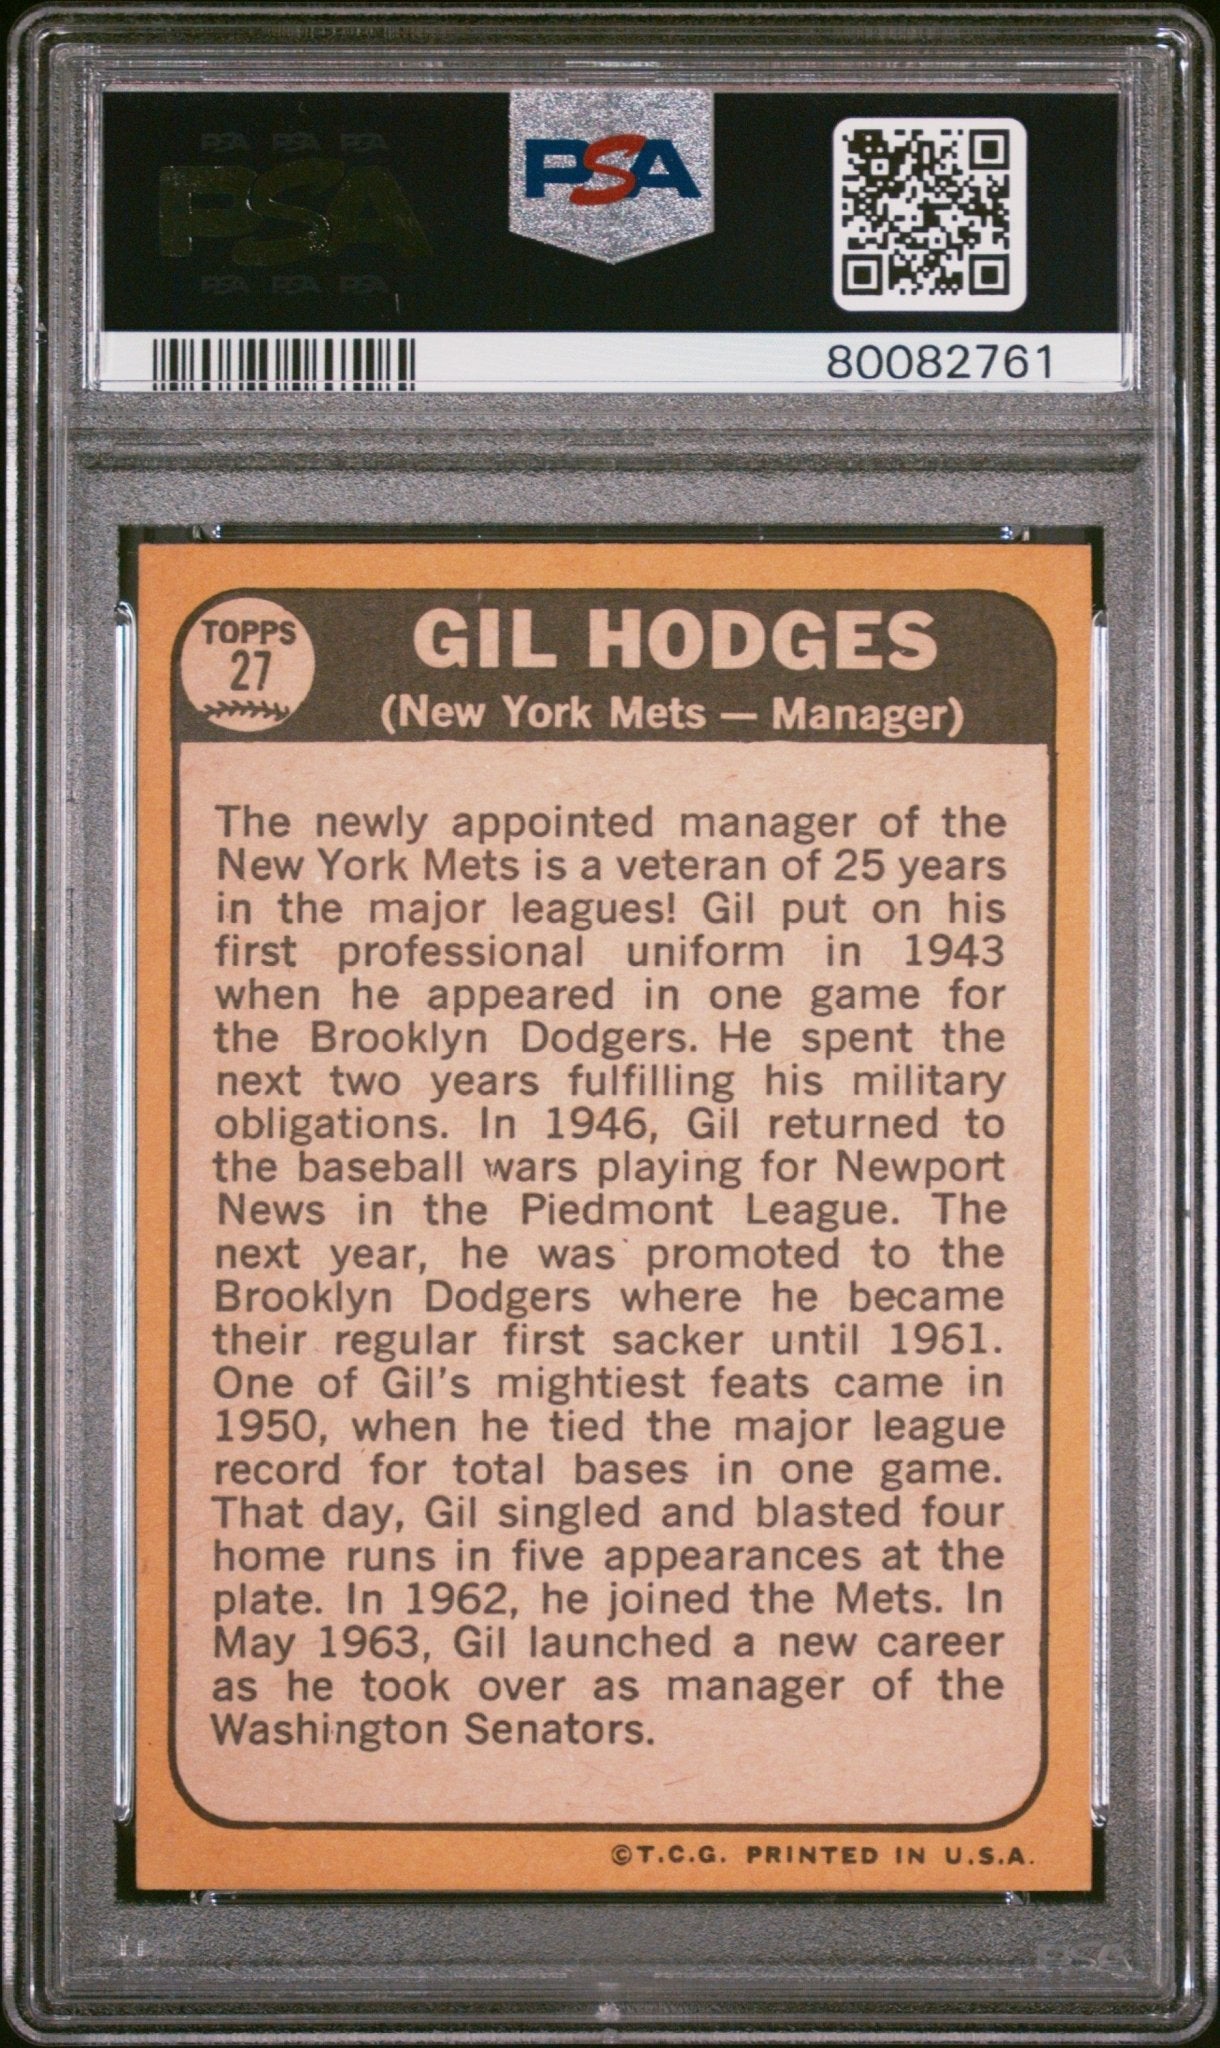 PSA PSA PSA
PSA
PSA PSA PSA
PSA
80082761
TOPPS
27
GIL HODGES
(New York Mets — Manager)
The newly appointed manager of the
New York Mets is a veteran of 25 years
in the major leagues! Gil put on his
first professional uniform in 1943
when he appeared in one game for
the Brooklyn Dodgers. He spent the
next two years fulfilling his military
obligations. In 1946, Gil returned to
the baseball wars playing for Newport
News in the Piedmont League. The
next year, he was promoted to the
Brooklyn Dodgers where he became
their regular first sacker until 1961.
One of Gil's mightiest feats came in
1950, when he tied the major league
record for total bases in one game.
That day, Gil singled and blasted four
home runs in five appearances at the
plate. In 1962, he joined the Mets. In
May 1963, Gil launched a new career
as he took over as manager of the
Washington Senators.
©T.C.G. PRINTED IN U.S.A.
PSA